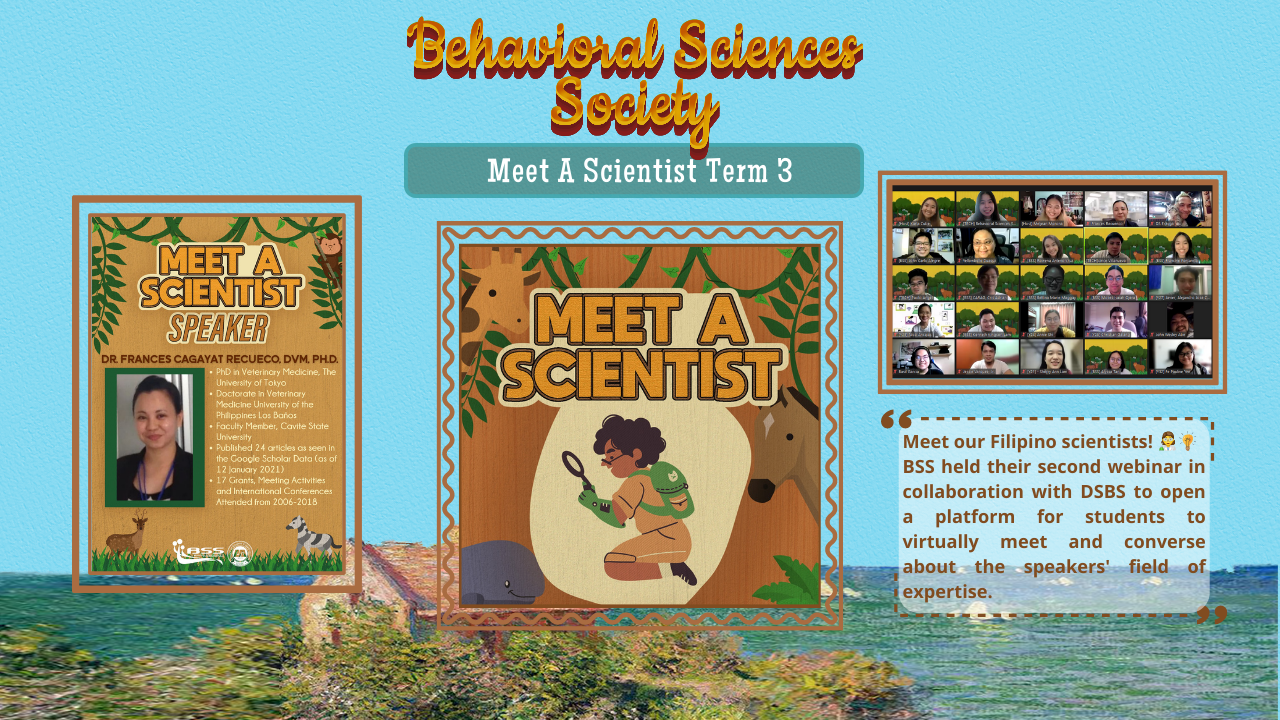 Behavioral Sciences
Society
Meet A Scientist Term 3
MEET A
SCIENTIST
SPEAKER
DR. FRANCES CAGAYAT RECUECO, DVM, PH.D.
• PhD in Veterinary Medicine, The
University of Tokyo
• Doctorate in Veterinary
Medicine University of the
Philippines Los Baños
• Faculty Member, Cavite State
University
• Published 24 articles as seen in
the Google Scholar Data (as of
12 January 2021)
• 17 Grants, Meeting Activities
and International Conferences
Attended from 2006-2018
BSS
MEET A
SCIENTIST
“
Meet our Filipino scientists! 👩‍🔬💡
BSS held their second webinar in
collaboration with DSBS to open
a platform for students to
virtually meet and converse
about the speakers' field of
expertise.
”